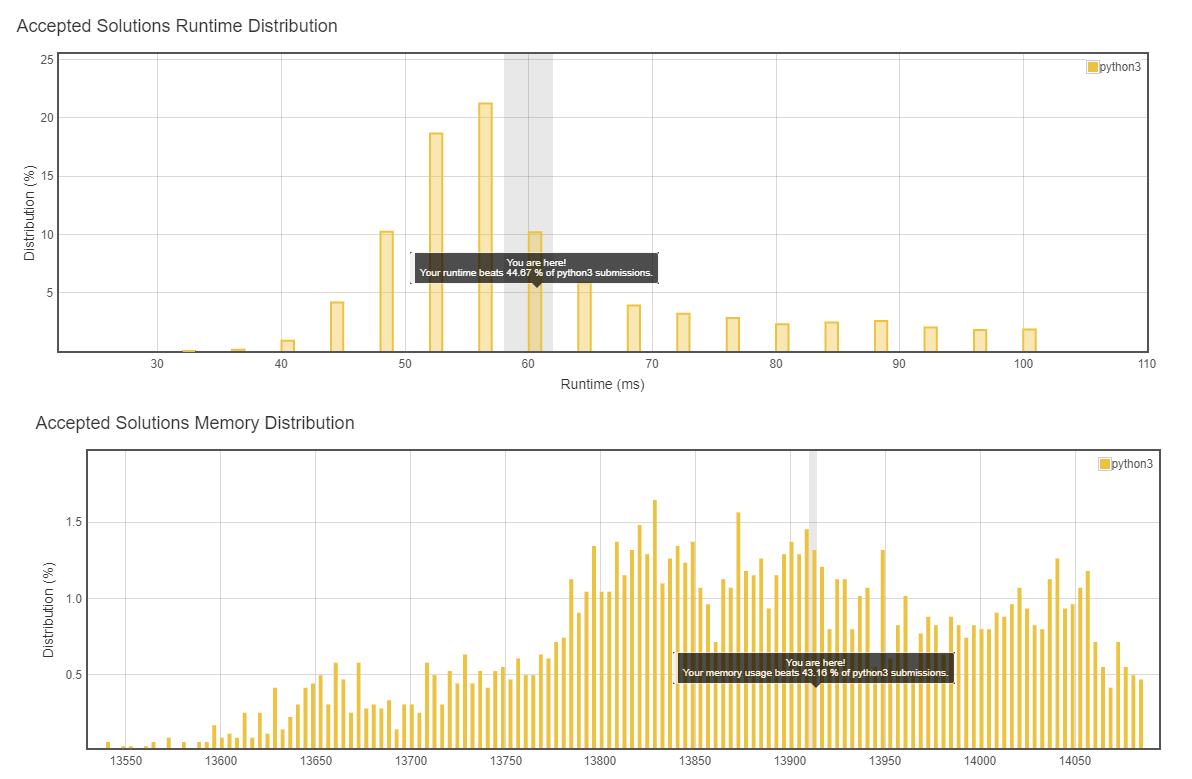 Accepted Solutions Runtime Distribution
25
python3
20
15
10
5
Distribution (%)
You are here!
Your runtime beats 44.67 % of python3 submissions.
30 40 50 60 70 80 90 100 110
Runtime (ms)
Accepted Solutions Memory Distribution
python3
1.5
1.0
0.5
Distribution (%)
You are here!
Your memory usage beats 43.16 % of python3 submissions.
13550 13600 13650 13700 13750 13800 13850 13900 13950 14000 14050